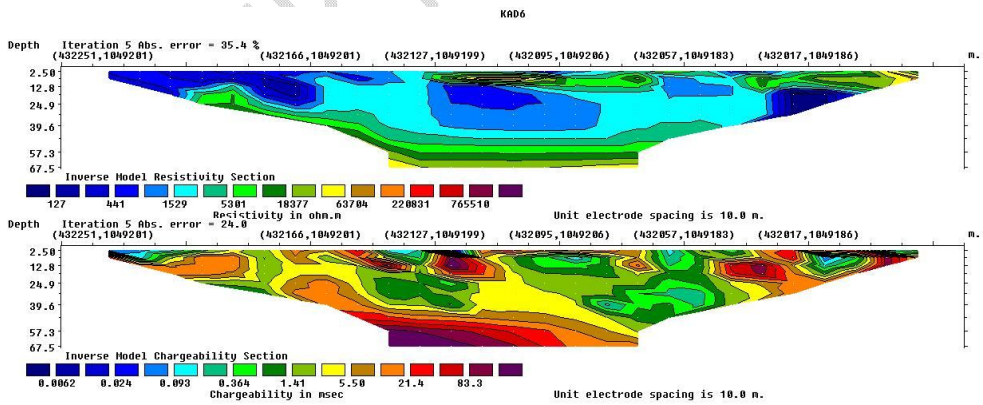 KAD6
Depth Iteration 5 Abs. error = 35.4 %
(432251,1049201) (432166,1049201) (432127,1049199) (432095,1049206) (432057,1049183) (432017,1049186) m.
2.50
12.8
24.9
39.6
57.3
67.5
Inverse Model Resistivity Section
127 441 1529 5301 18377 63704 220831 765510
Resistivity in ohm.m Unit electrode spacing is 10.0 m.
Depth Iteration 5 Abs. error = 24.0
(432251,1049201) (432166,1049201) (432127,1049199) (432095,1049206) (432057,1049183) (432017,1049186) m.
2.50
12.8
24.9
39.6
57.3
67.5
Inverse Model Chargeability Section
0.0062 0.024 0.093 0.364 1.41 5.50 21.4 83.3
Chargeability in msec Unit electrode spacing is 10.0 m.